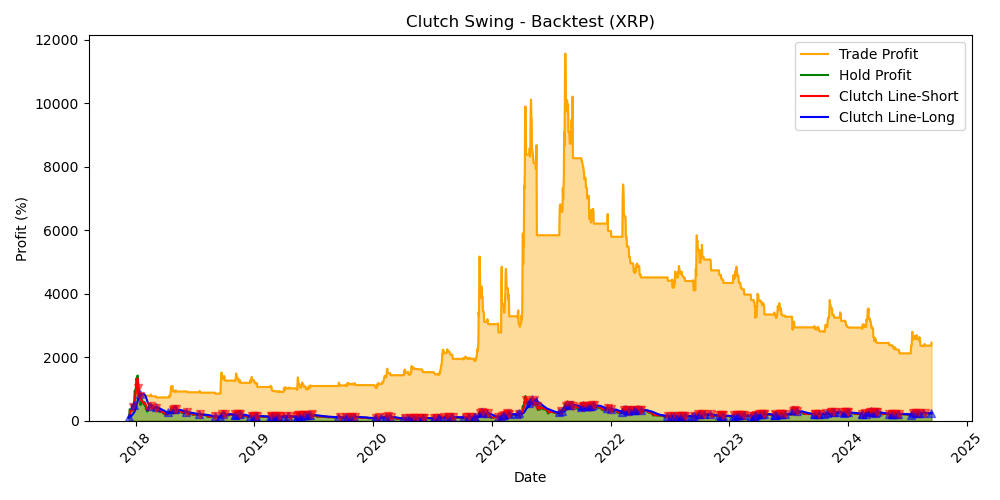 Clutch Swing - Backtest (XRP)
Profit (%)
12000
10000
8000
6000
4000
2000
0
Trade Profit
Hold Profit
Clutch Line-Short
Clutch Line-Long
2018
2019
2020
2021
2022
2023
2024
2025
Date